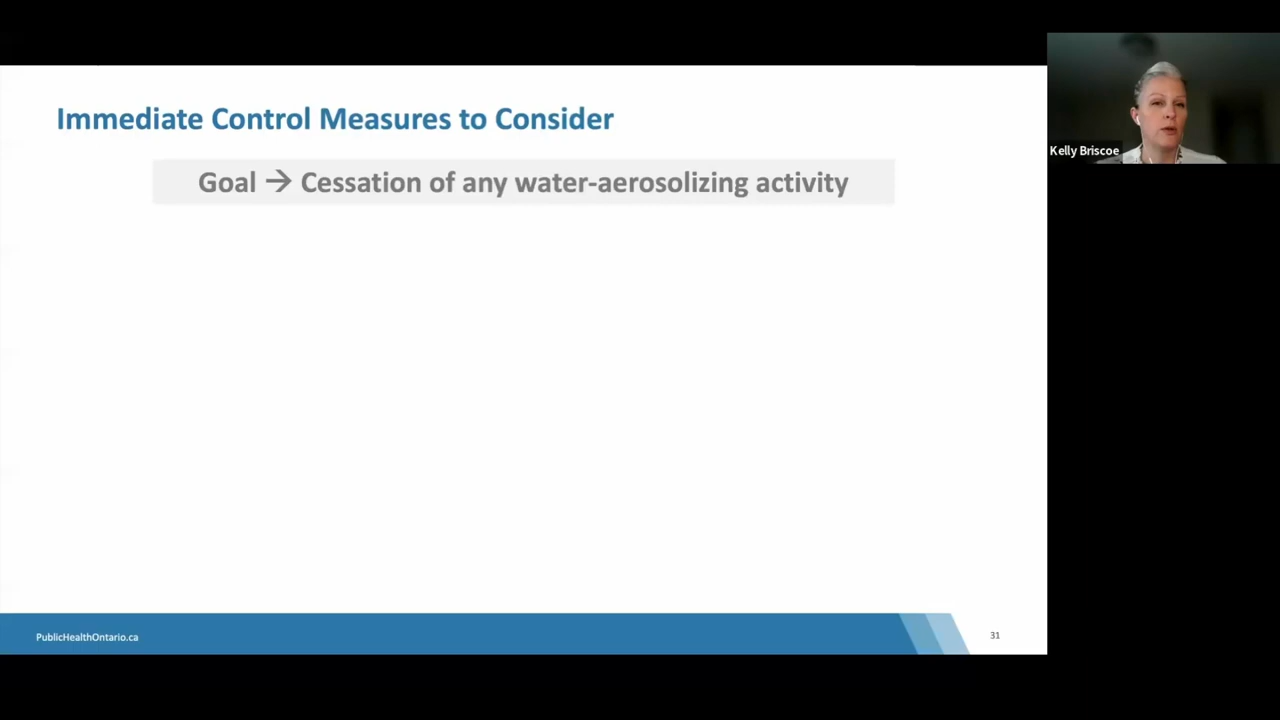 Immediate Control Measures to Consider
Goal → Cessation of any water-aerosolizing activity
Kelly Briscoe
PublicHealthOntario.ca
31